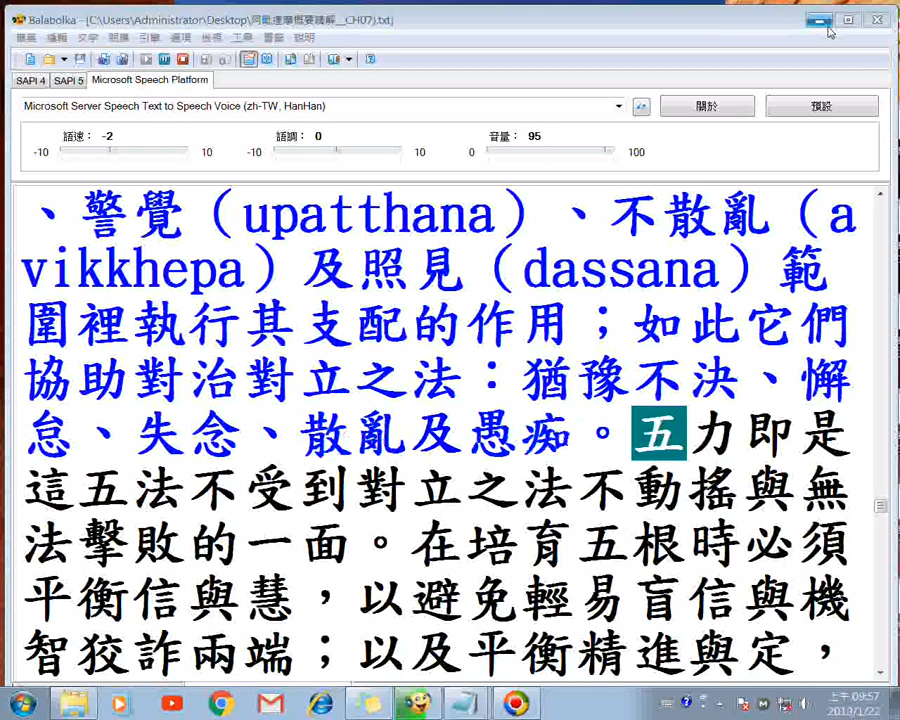 Balabolka - [C:\Users\Administrator\Desktop\阿毗達摩概要精解__CH07).txt]
檔案 編輯 文字 朗讀 引擎 選項 檢視 工具 書籤 說明
SAPI 4 SAPI 5 Microsoft Speech Platform
Microsoft Server Speech Text to Speech Voice (zh-TW, HanHan) 關於 預設
語速： -2 語調： 0 音量： 95
-10 10 -10 10 0 100
、警覺（upatthana）、不散亂（a
vikkhepa）及照見（dassana）範
圍裡執行其支配的作用；如此它們
協助對治對立之法：猶豫不決、懈
怠、失念、散亂及愚痴。五力即是
這五法不受到對立之法不動搖與無
法擊敗的一面。在培育五根時必須
平衡信與慧，以避免輕易盲信與機
智狡詐兩端；以及平衡精進與定，
上午 09:57
2019/1/22